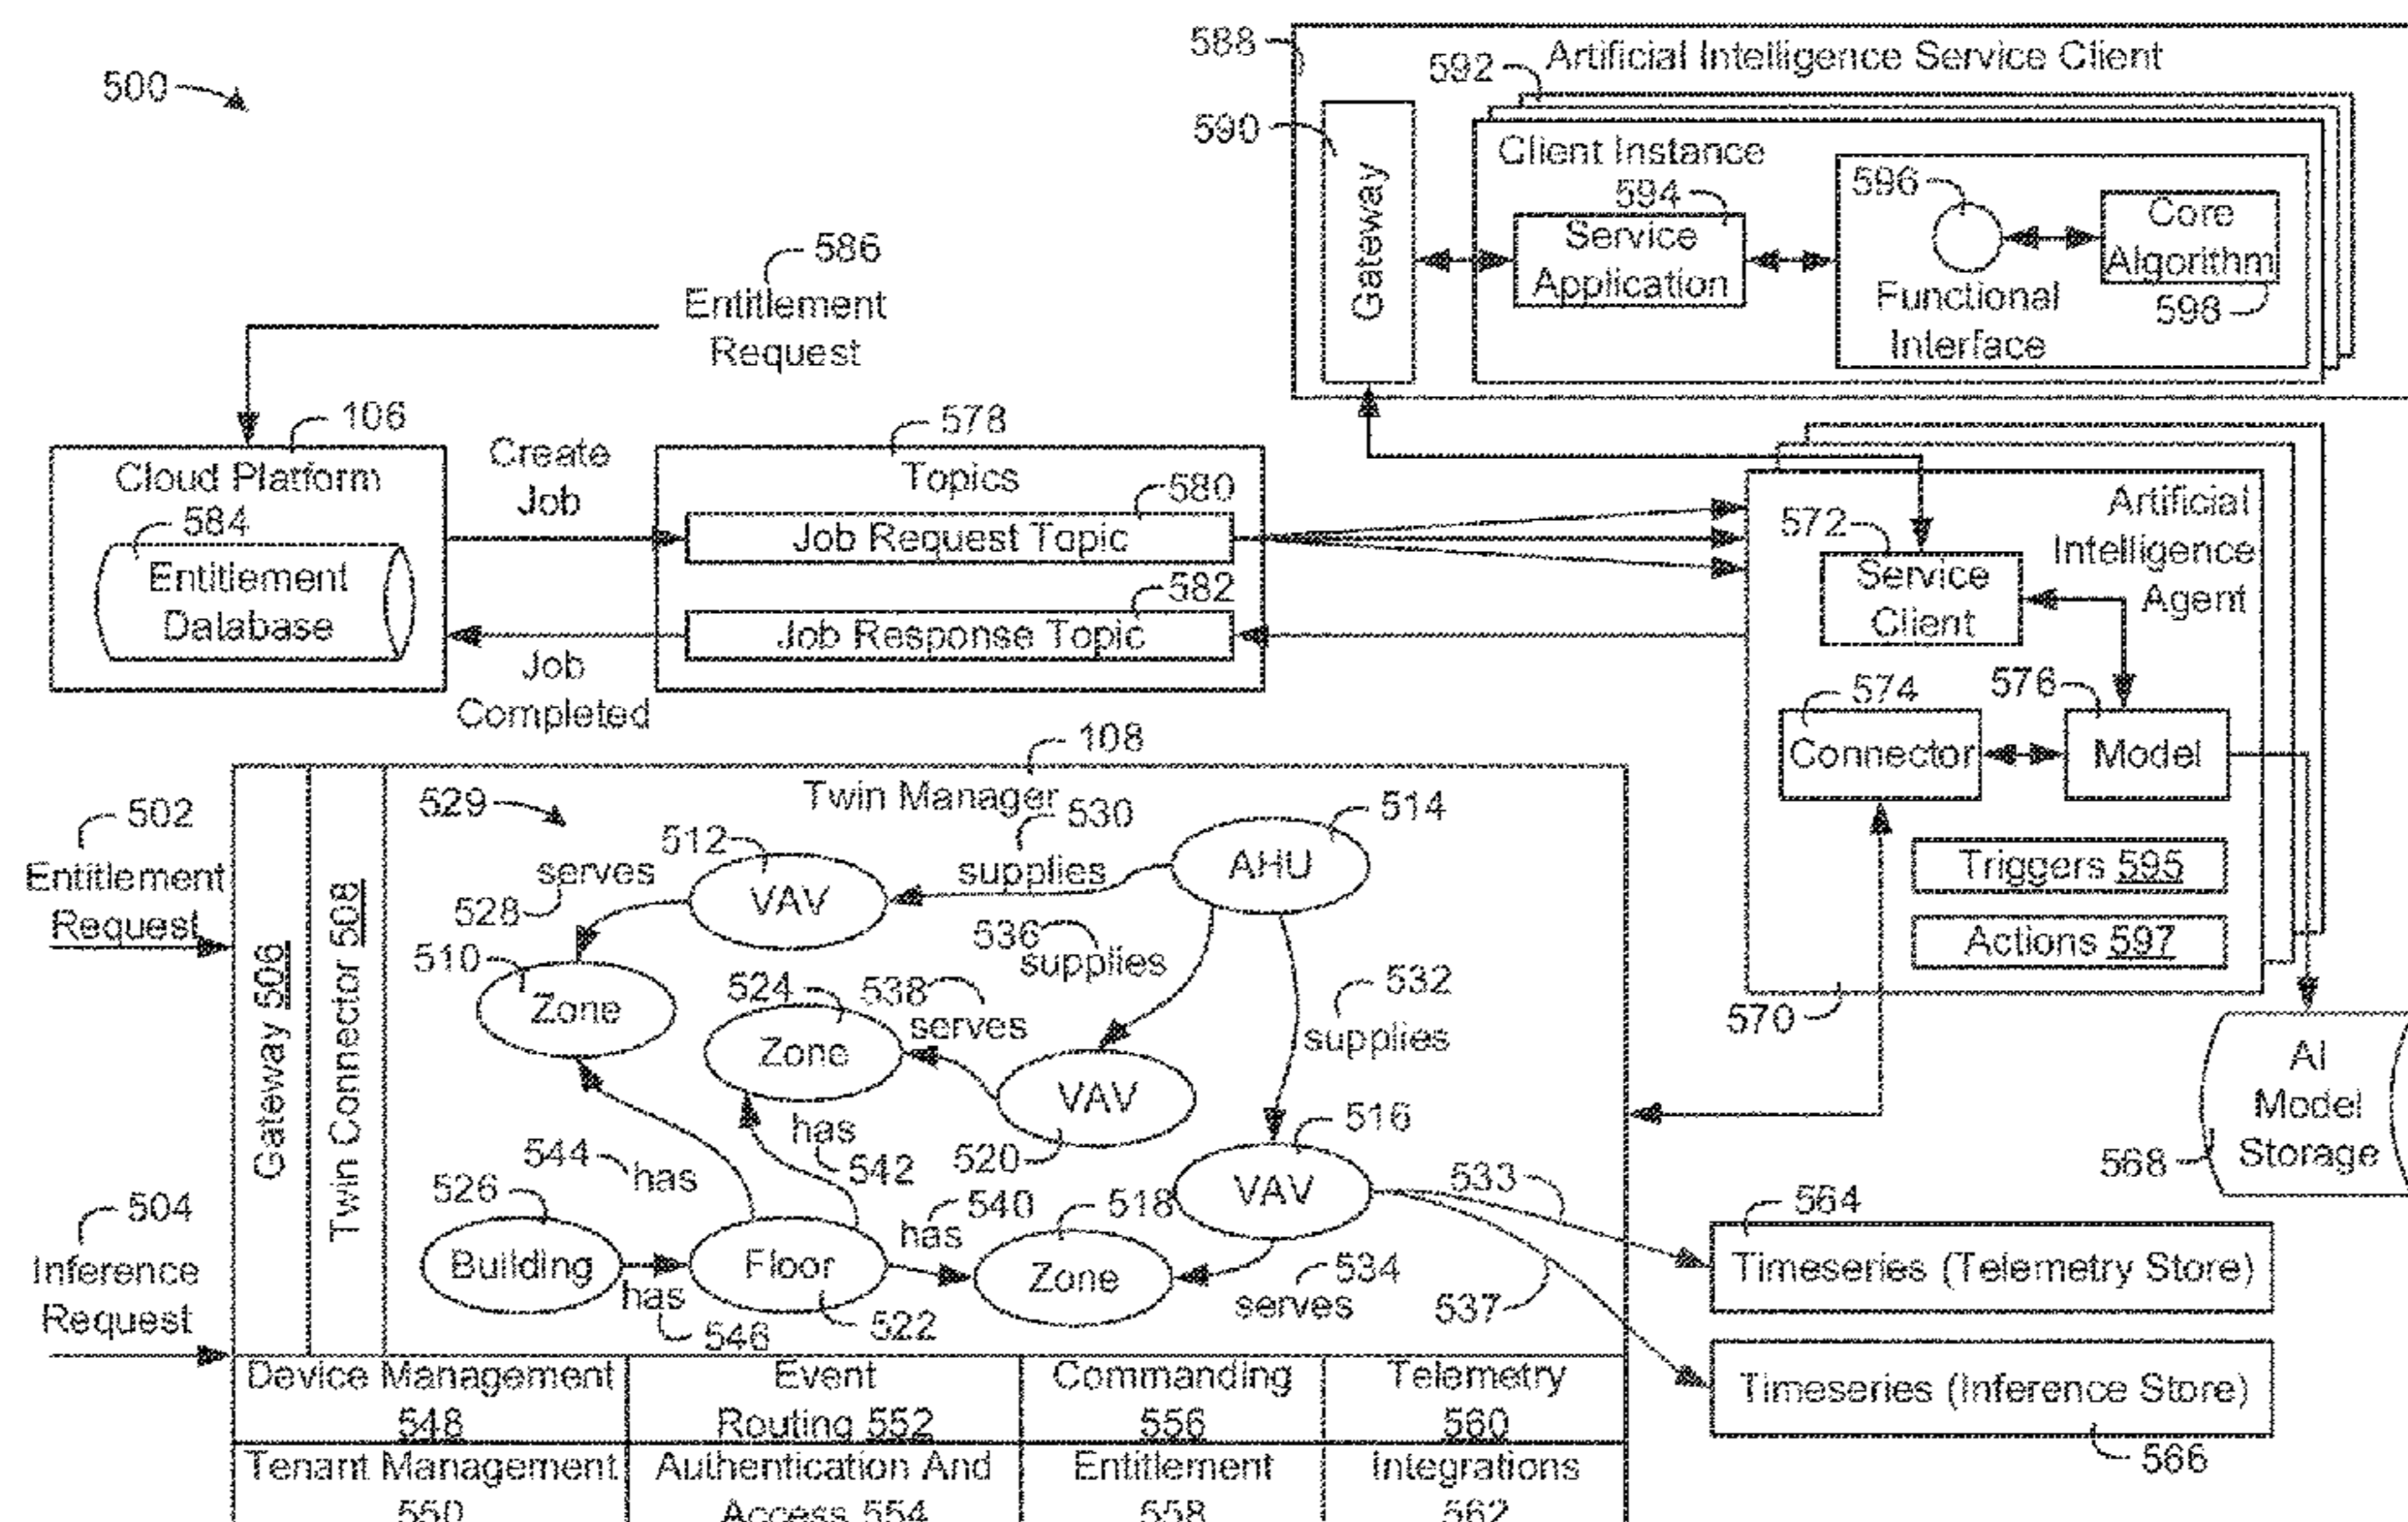 500
588
Artificial Intelligence Service Client
592
590
Gateway
Client Instance
594
Service
Application
596
Functional
Interface
Core
Algorithm
598
586
Entitlement
Request
106
Cloud Platform
584
Entitlement
Database
Create
Job
Job
Completed
578
Topics
580
Job Request Topic
582
Job Response Topic
Artificial
Intelligence
Agent
572
Service
Client
574
Connector
576
Model
Triggers 595
Actions 597
570
AI
Model
Storage
568
502
Entitlement
Request
504
Inference
Request
Gateway 506
Twin Connector 508
108
Twin Manager
529
512
VAV
530
supplies
514
AHU
serves
528
510
Zone
536
supplies
532
supplies
524
Zone
538
serves
VAV
520
516
VAV
533
537
544
has
has
542
526
Building
has
546
Floor
522
has
540
518
Zone
534
serves
564
Timeseries (Telemetry Store)
Timeseries (Inference Store)
566
Device Management
548
Event
Routing 552
Commanding
556
Telemetry
560
Tenant Management
550
Authentication And
Access 554
Entitlement
558
Integrations
562